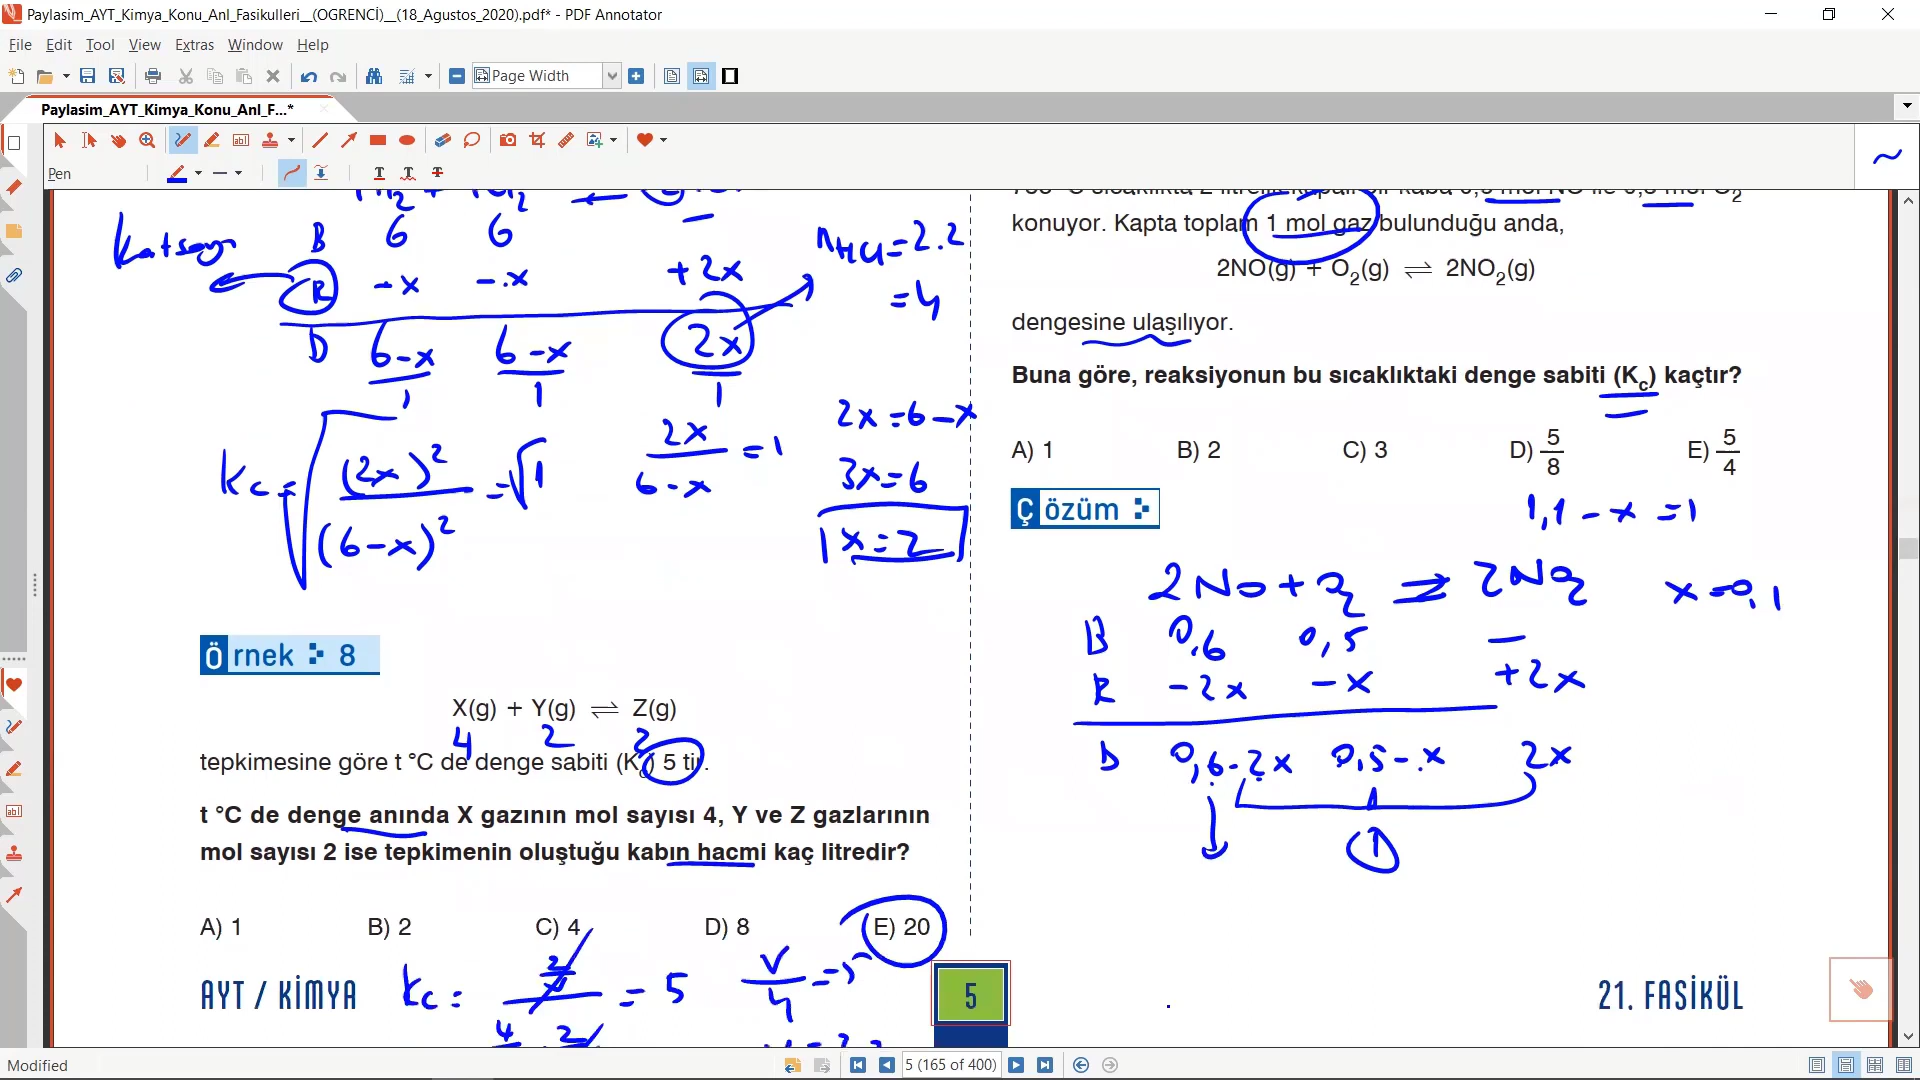 Paylasim_AYT_Kimya_Konu_Anl_Fasikulleri__(OGRENCİ)__(18_Agustos_2020).pdf* - PDF Annotator
File Edit Tool View Extras Window Help
Page Width
Paylasim_AYT_Kimya_Konu_Anl_F...*
Pen
Katsayı
B 6 6
R -x -x +2x
D 6-x 6-x 2x
1 1 1
nHCl = 2.2
= 4
Kc = (2x)² / (6-x)² = √1
2x / 6-x = 1
2x = 6-x
3x = 6
x = 2
Örnek 8
X(g) + Y(g) ⇌ Z(g)
4 2 2
tepkimesine göre t °C de denge sabiti (Kc) 5 tir.
t °C de denge anında X gazının mol sayısı 4, Y ve Z gazlarının
mol sayısı 2 ise tepkimenin oluştuğu kabın hacmi kaç litredir?
A) 1 B) 2 C) 4 D) 8 E) 20
Kc = = 5
V/4 = 5
AYT / KİMYA
5
konuyor. Kapta toplam 1 mol gaz bulunduğu anda,
2NO(g) + O₂(g) ⇌ 2NO₂(g)
dengesine ulaşılıyor.
Buna göre, reaksiyonun bu sıcaklıktaki denge sabiti (Kc) kaçtır?
A) 1 B) 2 C) 3 D) 5/8 E) 5/4
Çözüm
1,1 - x = 1
2NO + O₂ ⇌ 2NO₂ x = 0,1
B 0,6 0,5 —
R -2x -x +2x
D 0,6-2x 0,5-x 2x
1
21. FASİKÜL
Modified
5 (165 of 400)